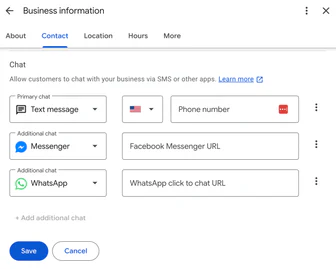 Business information
About
Contact
Location
Hours
More
Chat
Allow customers to chat with your business via SMS or other apps. Learn more
Primary chat
Text message
Phone number
Additional chat
Messenger
Facebook Messenger URL
Additional chat
WhatsApp
WhatsApp click to chat URL
+ Add additional chat
Save
Cancel